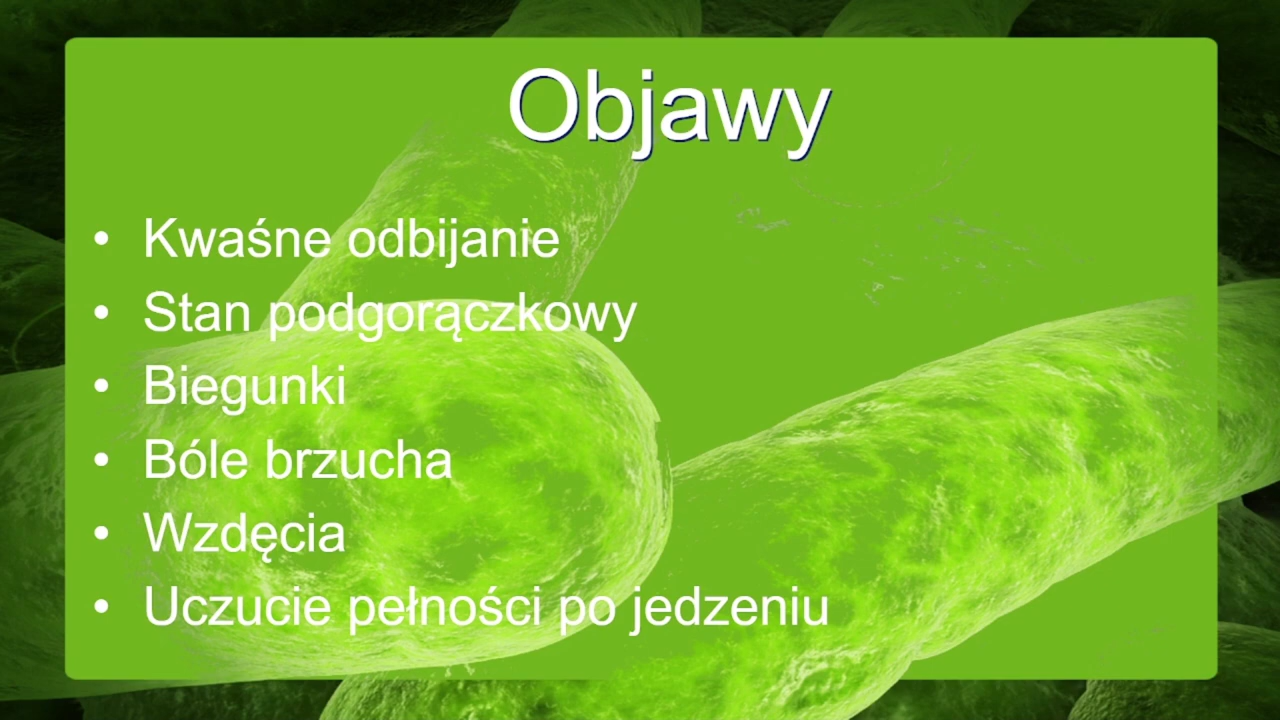 Objawy
• Kwaśne odbijanie
• Stan podgorączkowy
• Biegunki
• Bóle brzucha
• Wzdęcia
• Uczucie pełności po jedzeniu